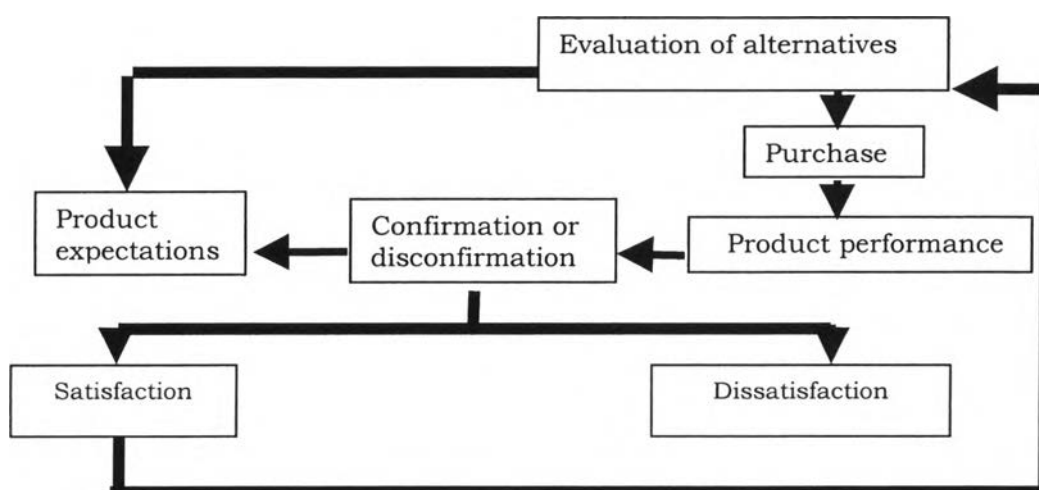 Evaluation of alternatives
Purchase
Product
expectations
Confirmation or
disconfirmation
Product performance
Satisfaction
Dissatisfaction